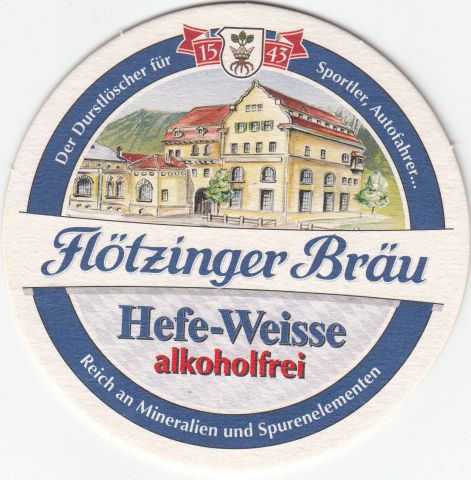 15 43
Der Durstlöscher für Sportler, Autofahrer...
Flötzinger Bräu
Hefe-Weisse
alkoholfrei
Reich an Mineralien und Spurenelementen